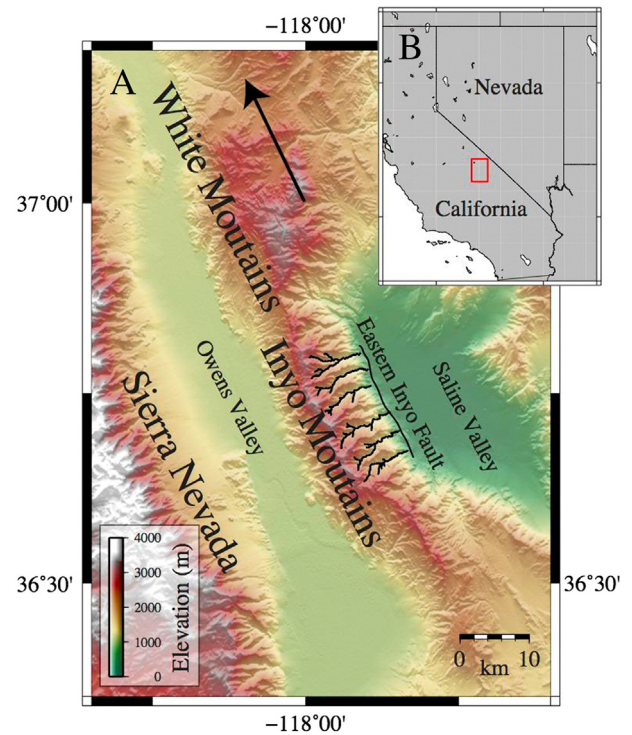 −118°00'
A
B
Nevada
California
White Moutains
37°00'
Eastern Inyo Fault
Saline Valley
Owens Valley
Inyo Moutains
Sierra Nevada
4000
3000
2000
1000
0
Elevation (m)
36°30'
36°30'
0 km 10
−118°00'